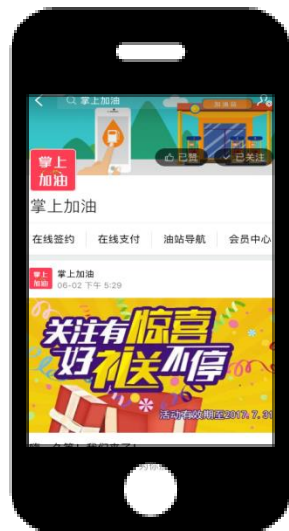 掌上加油
加油站
掌上
加油
已赞
已关注
掌上加油
在线签约 在线支付 油站导航 会员中心
掌上
加油
掌上加油
06-02 下午 5:29
关注有惊喜
好礼送不停
活动有效期至2017.7.31